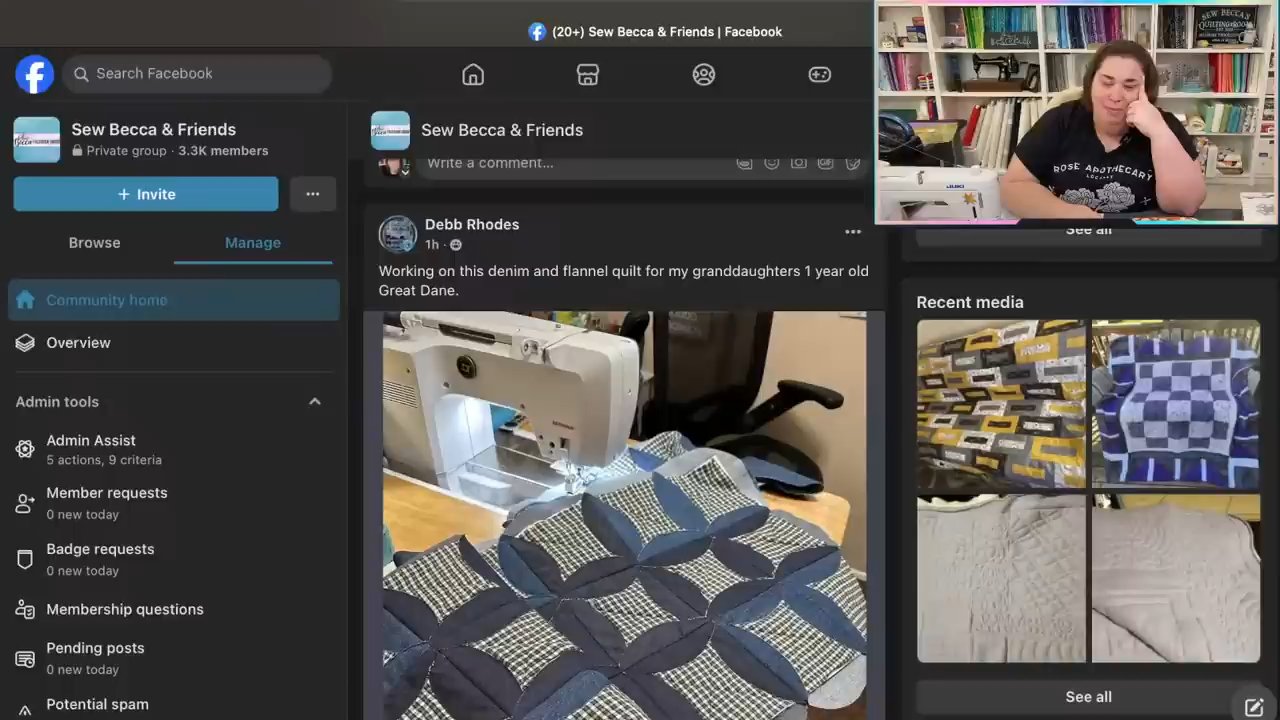 (20+) Sew Becca & Friends | Facebook
Search Facebook
Sew Becca & Friends
Private group · 3.3K members
+ Invite
Browse
Manage
Community home
Overview
Admin tools
Admin Assist
5 actions, 9 criteria
Member requests
0 new today
Badge requests
0 new today
Membership questions
Pending posts
0 new today
Potential spam
Sew Becca & Friends
Write a comment...
GIF
Debb Rhodes
1h ·
Working on this denim and flannel quilt for my granddaughters 1 year old
Great Dane.
SEW BECCA'S
ROSE APOTHECARY
JUKI
See all
Recent media
See all